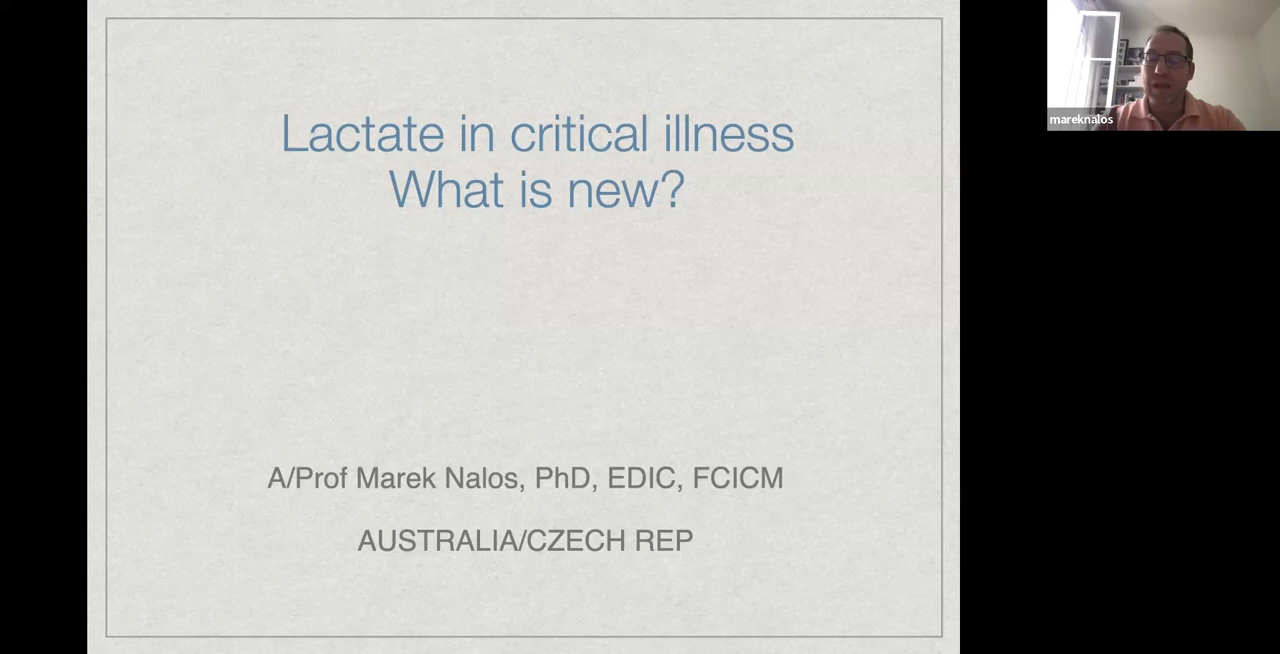 Lactate in critical illness
What is new?
A/Prof Marek Nalos, PhD, EDIC, FCICM
AUSTRALIA/CZECH REP
mareknalos